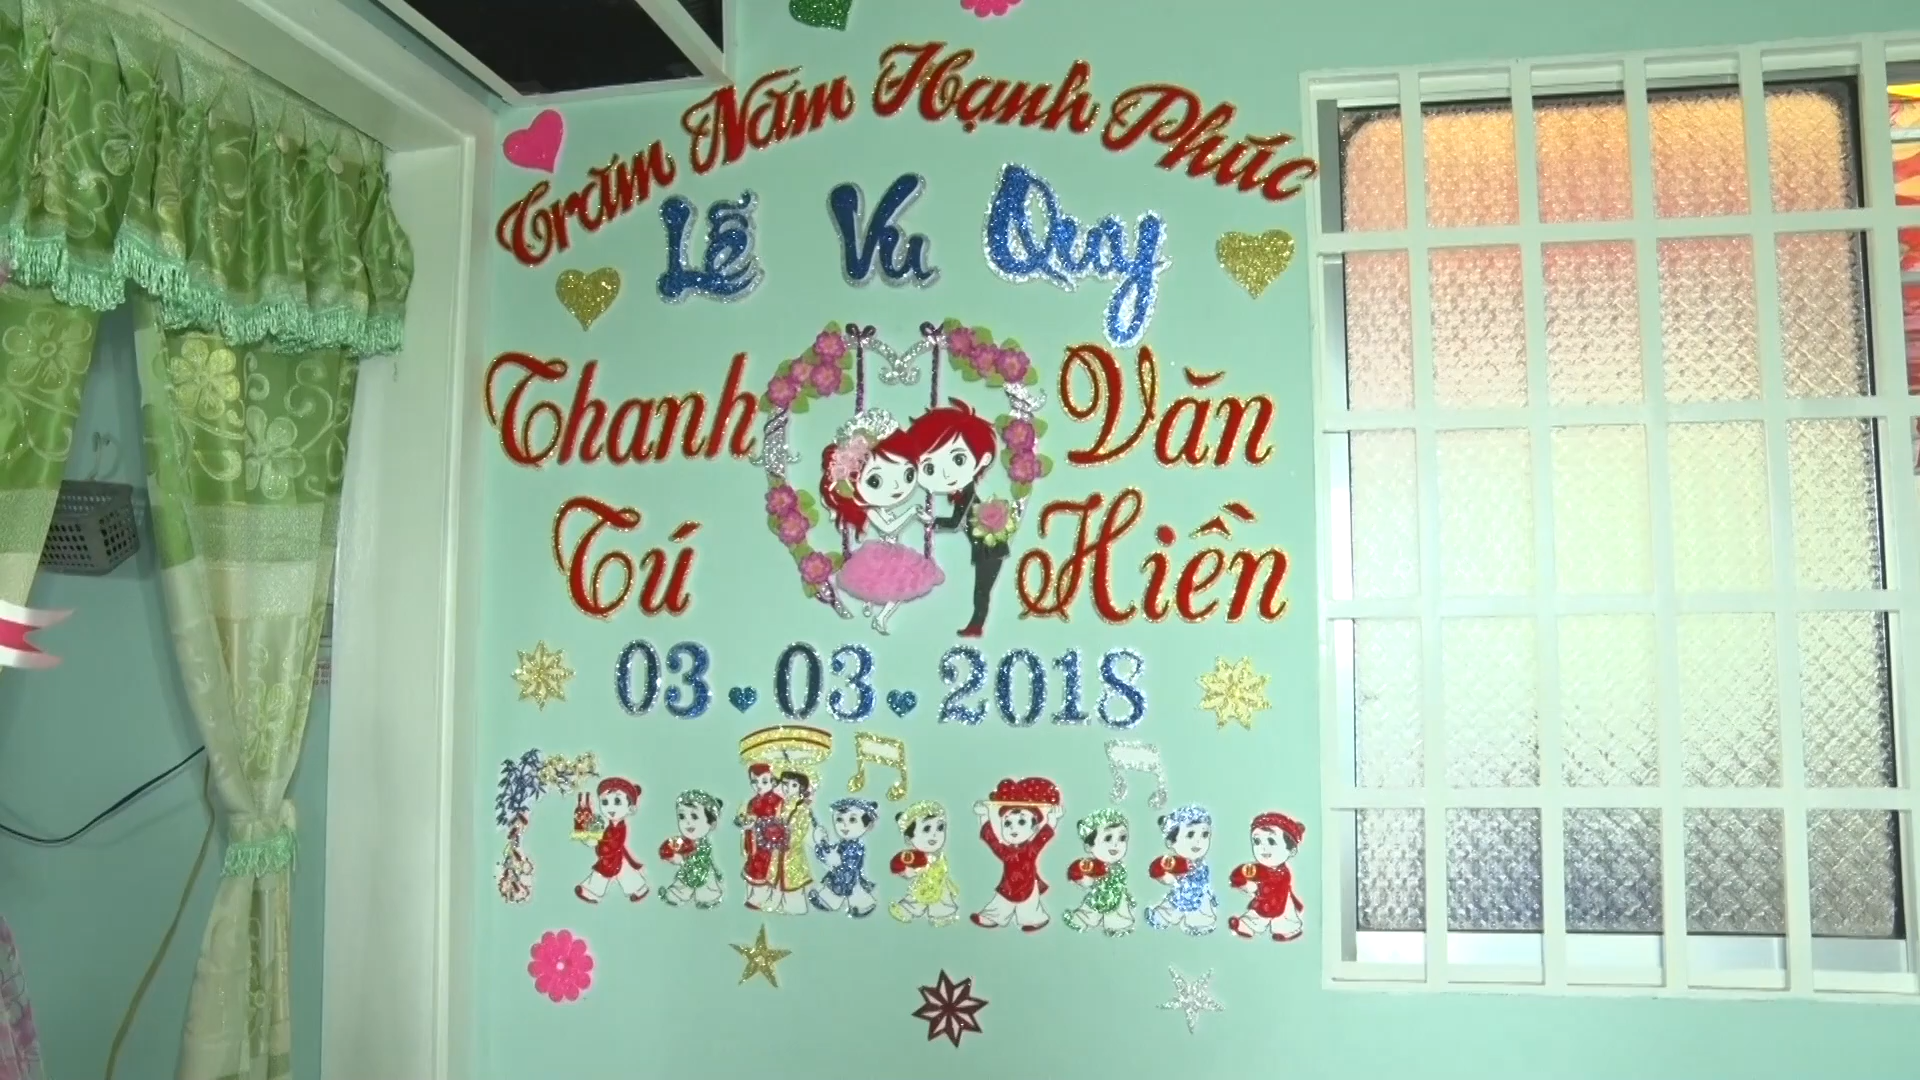 Trăm Năm Hạnh Phúc
Lễ Vu Quy
Thanh Văn
Tú Hiền
03 03 2018